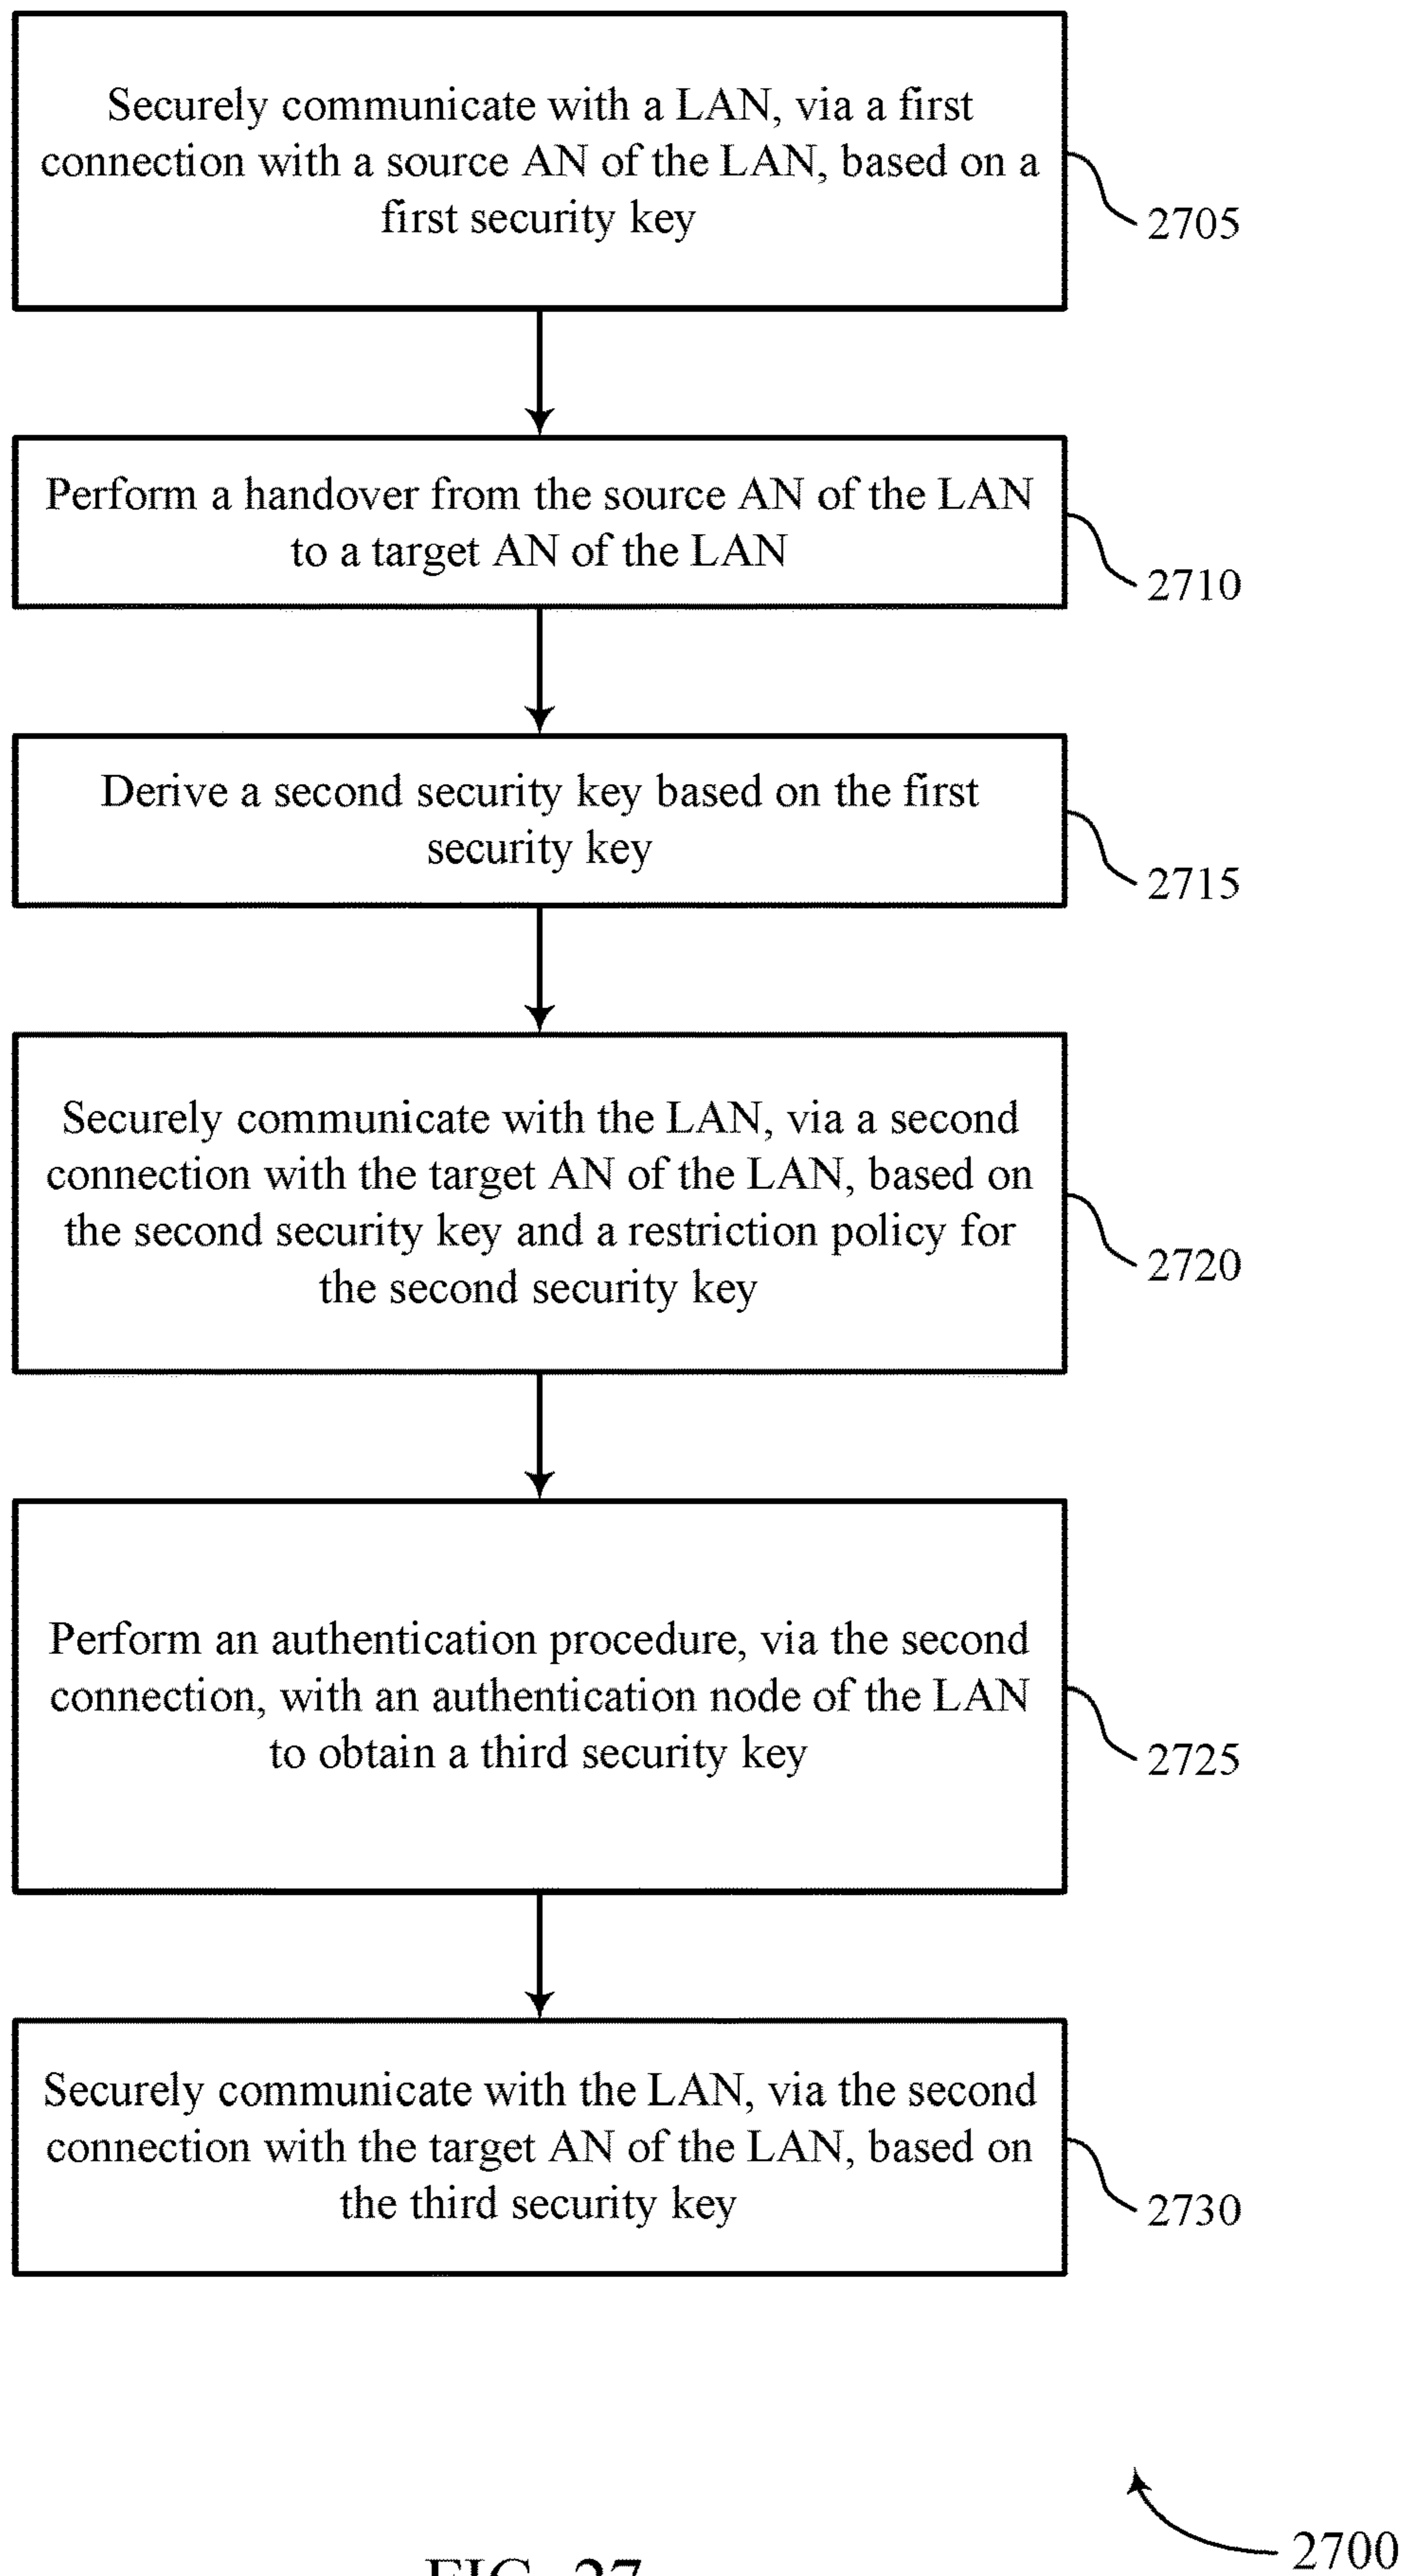 Securely communicate with a LAN, via a first
connection with a source AN of the LAN, based on a
first security key
2705
Perform a handover from the source AN of the LAN
to a target AN of the LAN
2710
Derive a second security key based on the first
security key
2715
Securely communicate with the LAN, via a second
connection with the target AN of the LAN, based on
the second security key and a restriction policy for
the second security key
2720
Perform an authentication procedure, via the second
connection, with an authentication node of the LAN
to obtain a third security key
2725
Securely communicate with the LAN, via the second
connection with the target AN of the LAN, based on
the third security key
2730
2700
FIG. 27